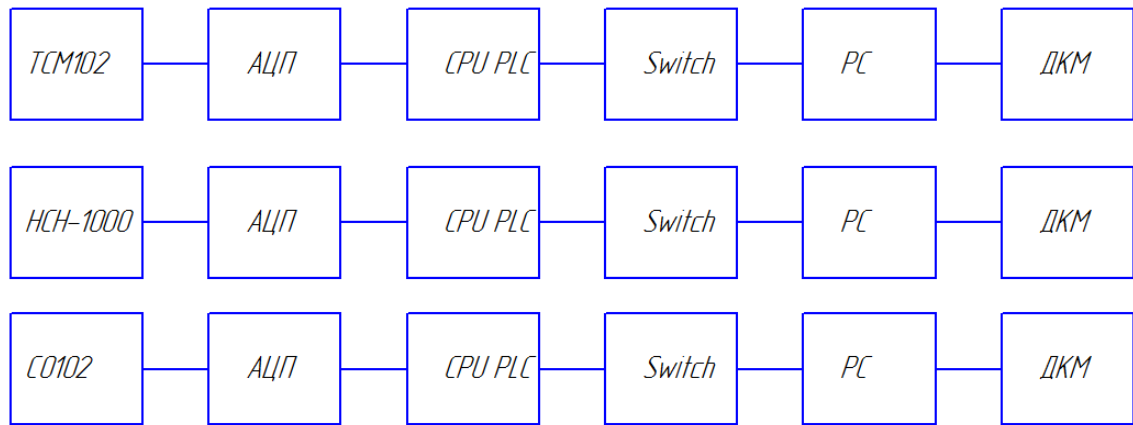 ТСМ102 АЦП CPU PLC Switch PC ДКМ
НСН-1000 АЦП CPU PLC Switch PC ДКМ
СО102 АЦП CPU PLC Switch PC ДКМ